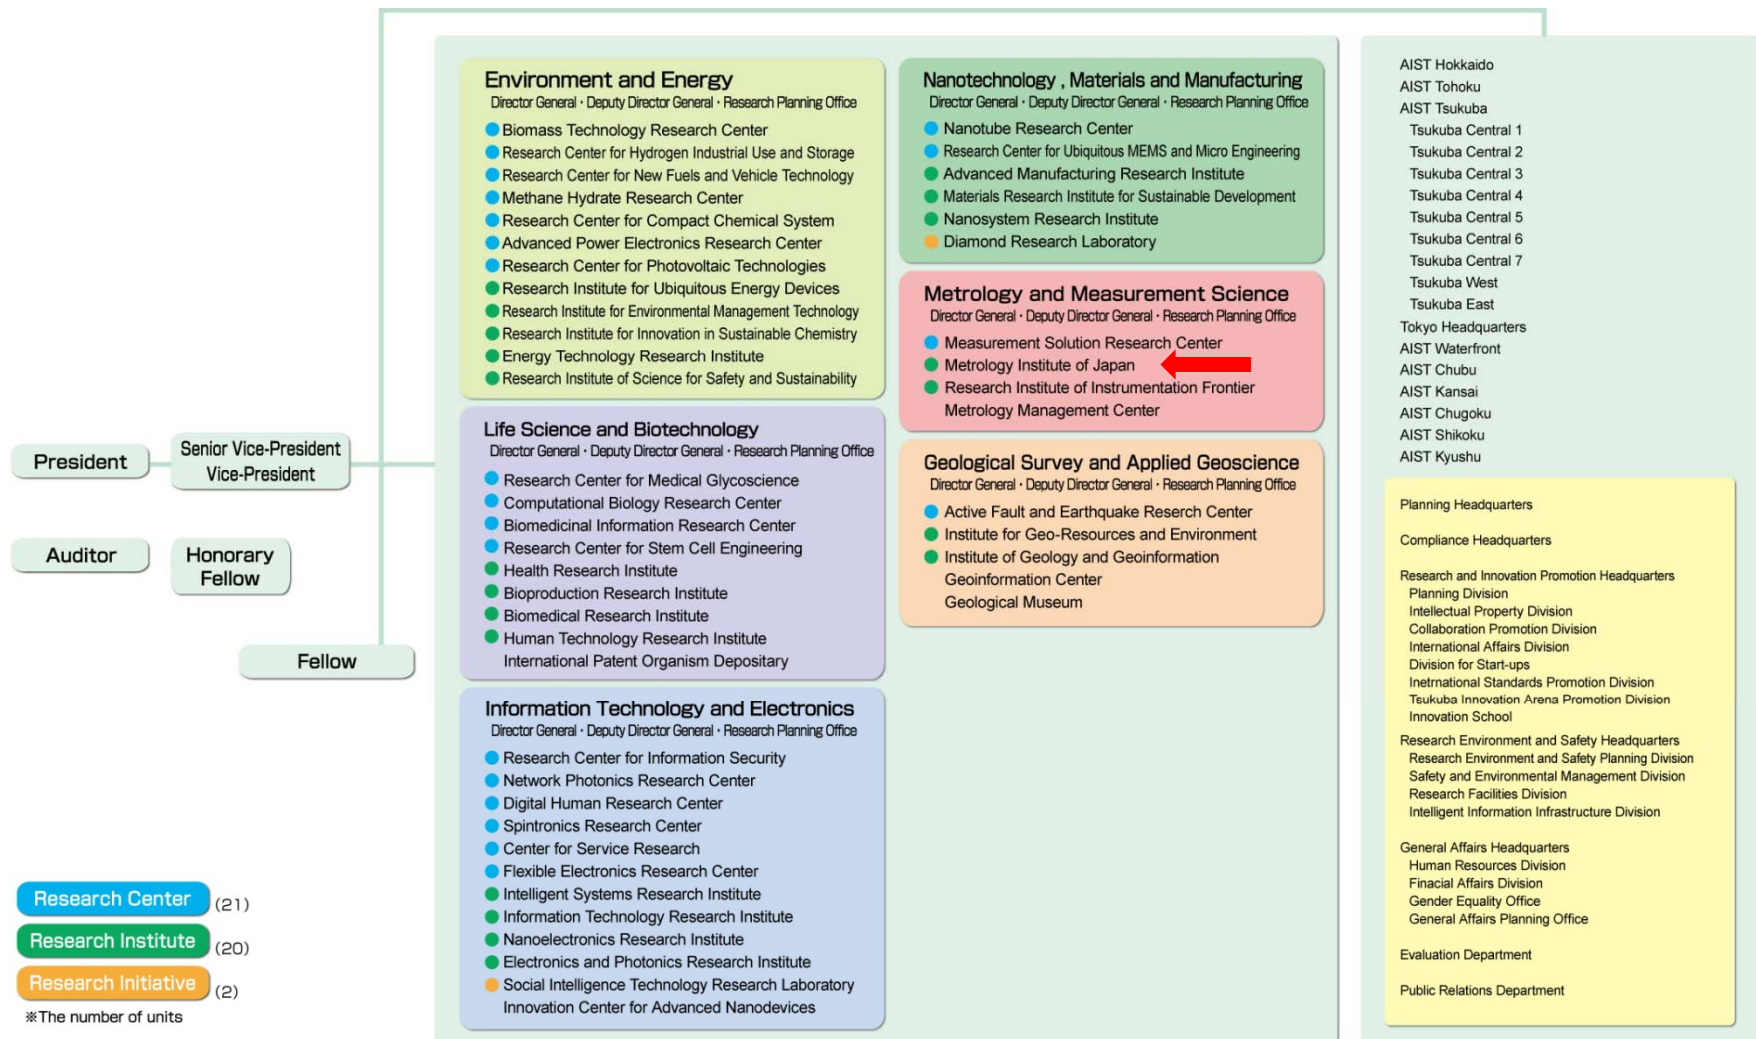 President
Senior Vice-President
Vice-President
Auditor
Honorary
Fellow
Fellow
Research Center (21)
Research Institute (20)
Research Initiative (2)
※The number of units
Environment and Energy
Director General・Deputy Director General・Research Planning Office
Biomass Technology Research Center
Research Center for Hydrogen Industrial Use and Storage
Research Center for New Fuels and Vehicle Technology
Methane Hydrate Research Center
Research Center for Compact Chemical System
Advanced Power Electronics Research Center
Research Center for Photovoltaic Technologies
Research Institute for Ubiquitous Energy Devices
Research Institute for Environmental Management Technology
Research Institute for Innovation in Sustainable Chemistry
Energy Technology Research Institute
Research Institute of Science for Safety and Sustainability
Life Science and Biotechnology
Director General・Deputy Director General・Research Planning Office
Research Center for Medical Glycoscience
Computational Biology Research Center
Biomedicinal Information Research Center
Research Center for Stem Cell Engineering
Health Research Institute
Bioproduction Research Institute
Biomedical Research Institute
Human Technology Research Institute
International Patent Organism Depositary
Information Technology and Electronics
Director General・Deputy Director General・Research Planning Office
Research Center for Information Security
Network Photonics Research Center
Digital Human Research Center
Spintronics Research Center
Center for Service Research
Flexible Electronics Research Center
Intelligent Systems Research Institute
Information Technology Research Institute
Nanoelectronics Research Institute
Electronics and Photonics Research Institute
Social Intelligence Technology Research Laboratory
Innovation Center for Advanced Nanodevices
Nanotechnology , Materials and Manufacturing
Director General・Deputy Director General・Research Planning Office
Nanotube Research Center
Research Center for Ubiquitous MEMS and Micro Engineering
Advanced Manufacturing Research Institute
Materials Research Institute for Sustainable Development
Nanosystem Research Institute
Diamond Research Laboratory
Metrology and Measurement Science
Director General・Deputy Director General・Research Planning Office
Measurement Solution Research Center
Metrology Institute of Japan
Research Institute of Instrumentation Frontier
Metrology Management Center
Geological Survey and Applied Geoscience
Director General・Deputy Director General・Research Planning Office
Active Fault and Earthquake Reserch Center
Institute for Geo-Resources and Environment
Institute of Geology and Geoinformation
Geoinformation Center
Geological Museum
AIST Hokkaido
AIST Tohoku
AIST Tsukuba
Tsukuba Central 1
Tsukuba Central 2
Tsukuba Central 3
Tsukuba Central 4
Tsukuba Central 5
Tsukuba Central 6
Tsukuba Central 7
Tsukuba West
Tsukuba East
Tokyo Headquarters
AIST Waterfront
AIST Chubu
AIST Kansai
AIST Chugoku
AIST Shikoku
AIST Kyushu
Planning Headquarters
Compliance Headquarters
Research and Innovation Promotion Headquarters
Planning Division
Intellectual Property Division
Collaboration Promotion Division
International Affairs Division
Division for Start-ups
Inetrnational Standards Promotion Division
Tsukuba Innovation Arena Promotion Division
Innovation School
Research Environment and Safety Headquarters
Research Environment and Safety Planning Division
Safety and Environmental Management Division
Research Facilities Division
Intelligent Information Infrastructure Division
General Affairs Headquarters
Human Resources Division
Finacial Affairs Division
Gender Equality Office
General Affairs Planning Office
Evaluation Department
Public Relations Department